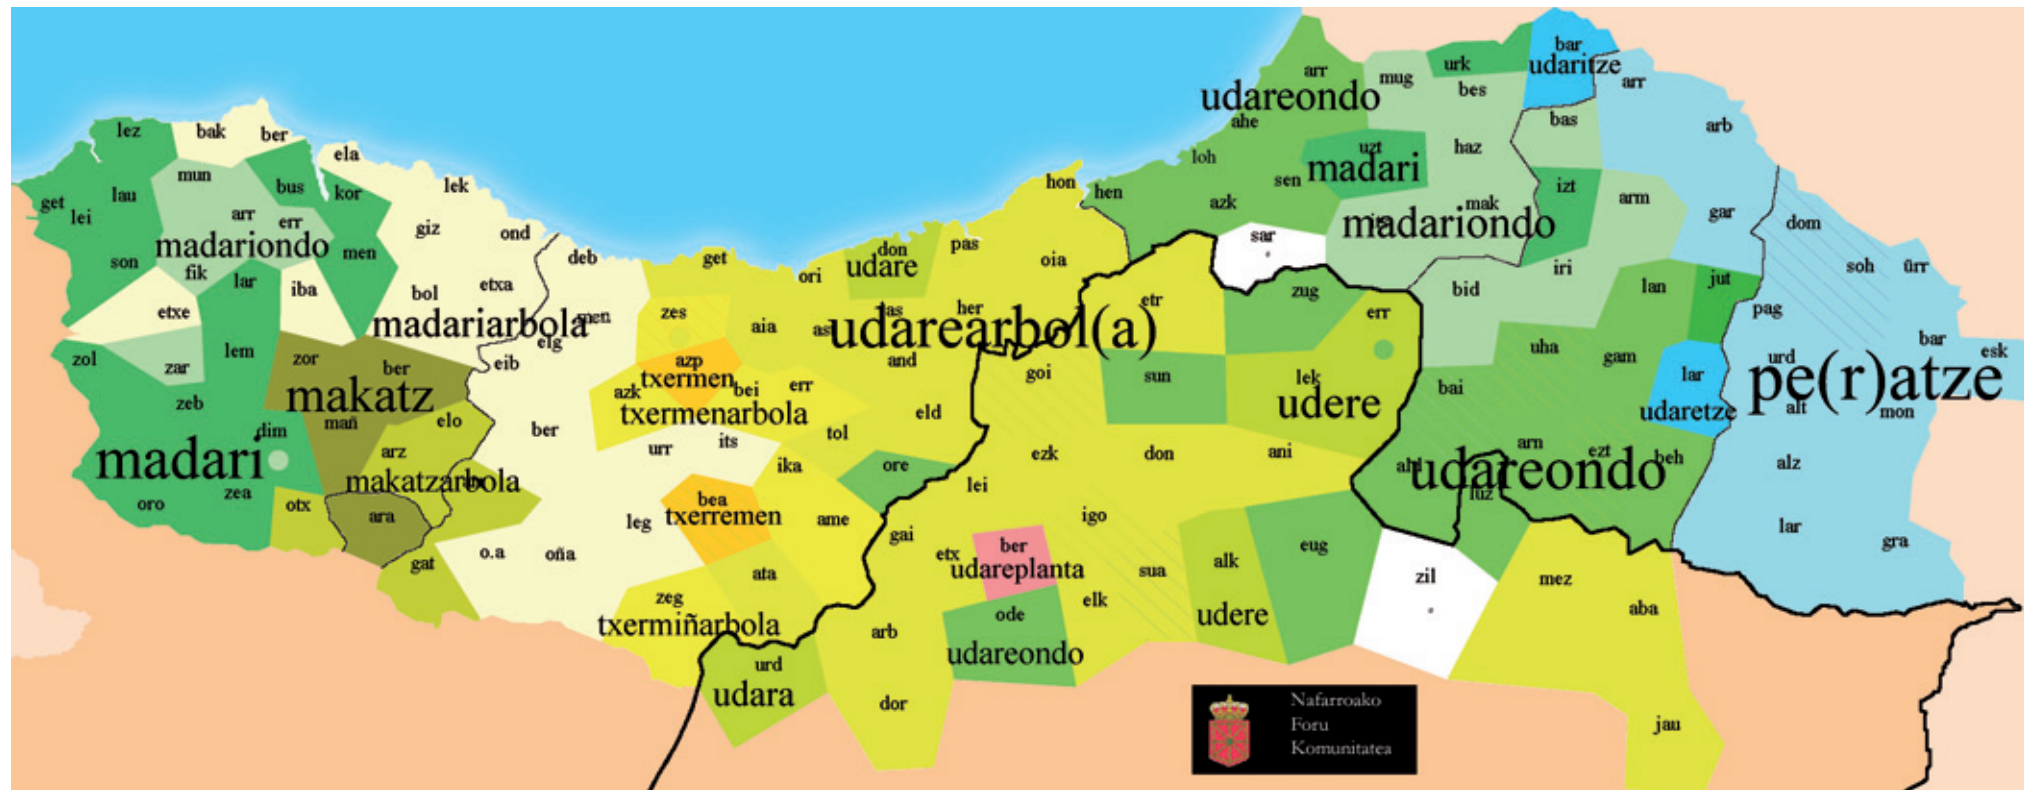 lez
bak
ber
ela
mun
bus
kor
lek
get
lei
lau
arr
err
giz
ond
madariondo
men
son
fik
lar
iba
etxe
bol
etxa
deb
madariarbola
men
elg
eib
zol
zar
lem
zor
ber
makatz
zeb
dim
mañ
elo
madari
arz
makatzarbola
oro
zea
otx
ara
gat
o.a
oña
leg
ber
urr
its
get
zes
aia
ori
don
udare
pas
hon
oia
as
las
her
udarearbol(a)
etr
azp
txermen
azk
bei
err
txermenarbola
and
eld
tol
ika
ore
bea
txerremen
ame
ata
zeg
txermiñarbola
urd
udara
goi
sun
lek
udere
ezk
don
ani
lei
gai
igo
etx
ber
udareplanta
elk
sua
alk
udere
eug
ode
udareondo
arb
dor
zil
mez
aba
jau
arr
udareondo
ahe
mug
urk
bes
bar
udaritze
arr
loh
uzt
madari
haz
bas
arb
hen
sen
azk
mak
madariondo
izt
arm
gar
sar
zug
err
bid
iri
lan
jut
dom
soh
ürr
pag
bar
esk
uha
gam
lar
urd
pe(r)atze
bai
udaretze
alt
mon
arn
ezt
beh
udareondo
luz
alz
lar
gra
Nafarroako
Foru
Komunitatea